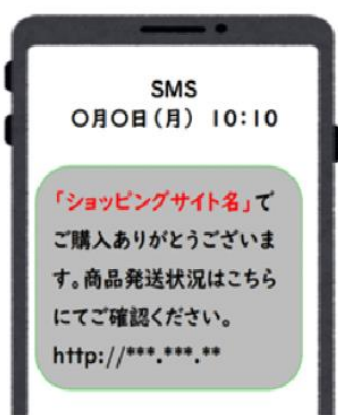 SMS
〇月〇日(月) 10:10
「ショッピングサイト名」で
ご購入ありがとうございま
す。商品発送状況はこちら
にてご確認ください。
http://***.***.**